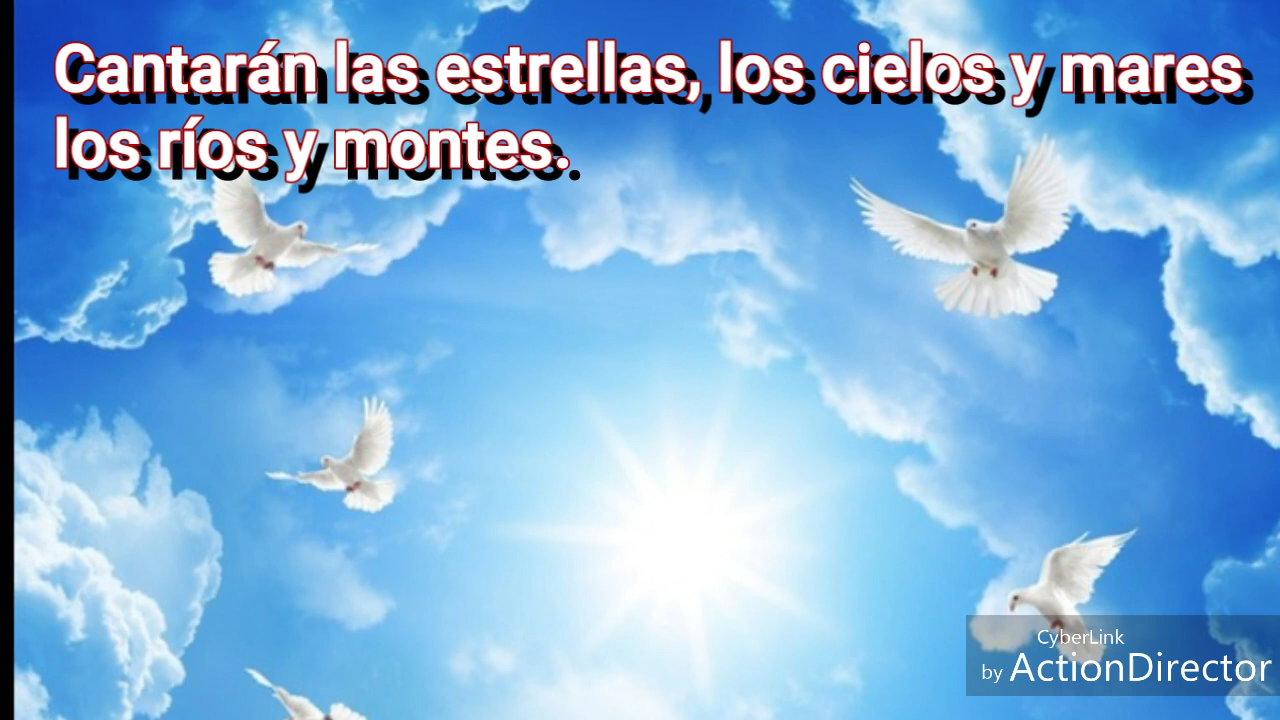 Cantarán las estrellas, los cielos y mares
los ríos y montes.
CyberLink
by ActionDirector